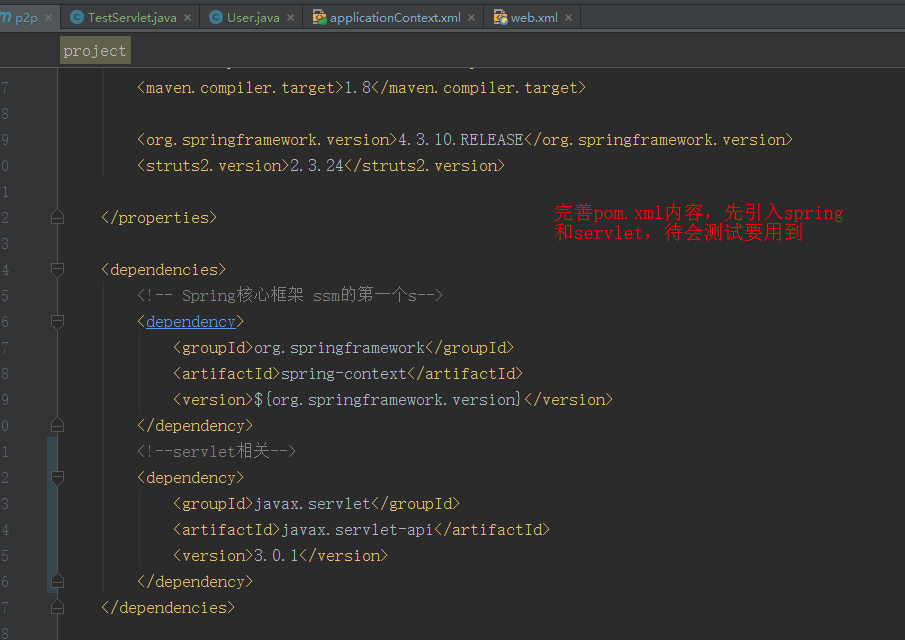 p2p TestServlet.java User.java applicationContext.xml web.xml
project
7 <maven.compiler.target>1.8</maven.compiler.target>
8
9 <org.springframework.version>4.3.10.RELEASE</org.springframework.version>
0 <struts2.version>2.3.24</struts2.version>
1
2 </properties>
完善pom.xml内容，先引入spring
和servlet，待会测试要用到
3
4 <dependencies>
5 <!-- Spring核心框架 ssm的第一个s-->
6 <dependency>
7 <groupId>org.springframework</groupId>
8 <artifactId>spring-context</artifactId>
9 <version>${org.springframework.version}</version>
0 </dependency>
1 <!--servlet相关-->
2 <dependency>
3 <groupId>javax.servlet</groupId>
4 <artifactId>javax.servlet-api</artifactId>
5 <version>3.0.1</version>
6 </dependency>
7 </dependencies>
8